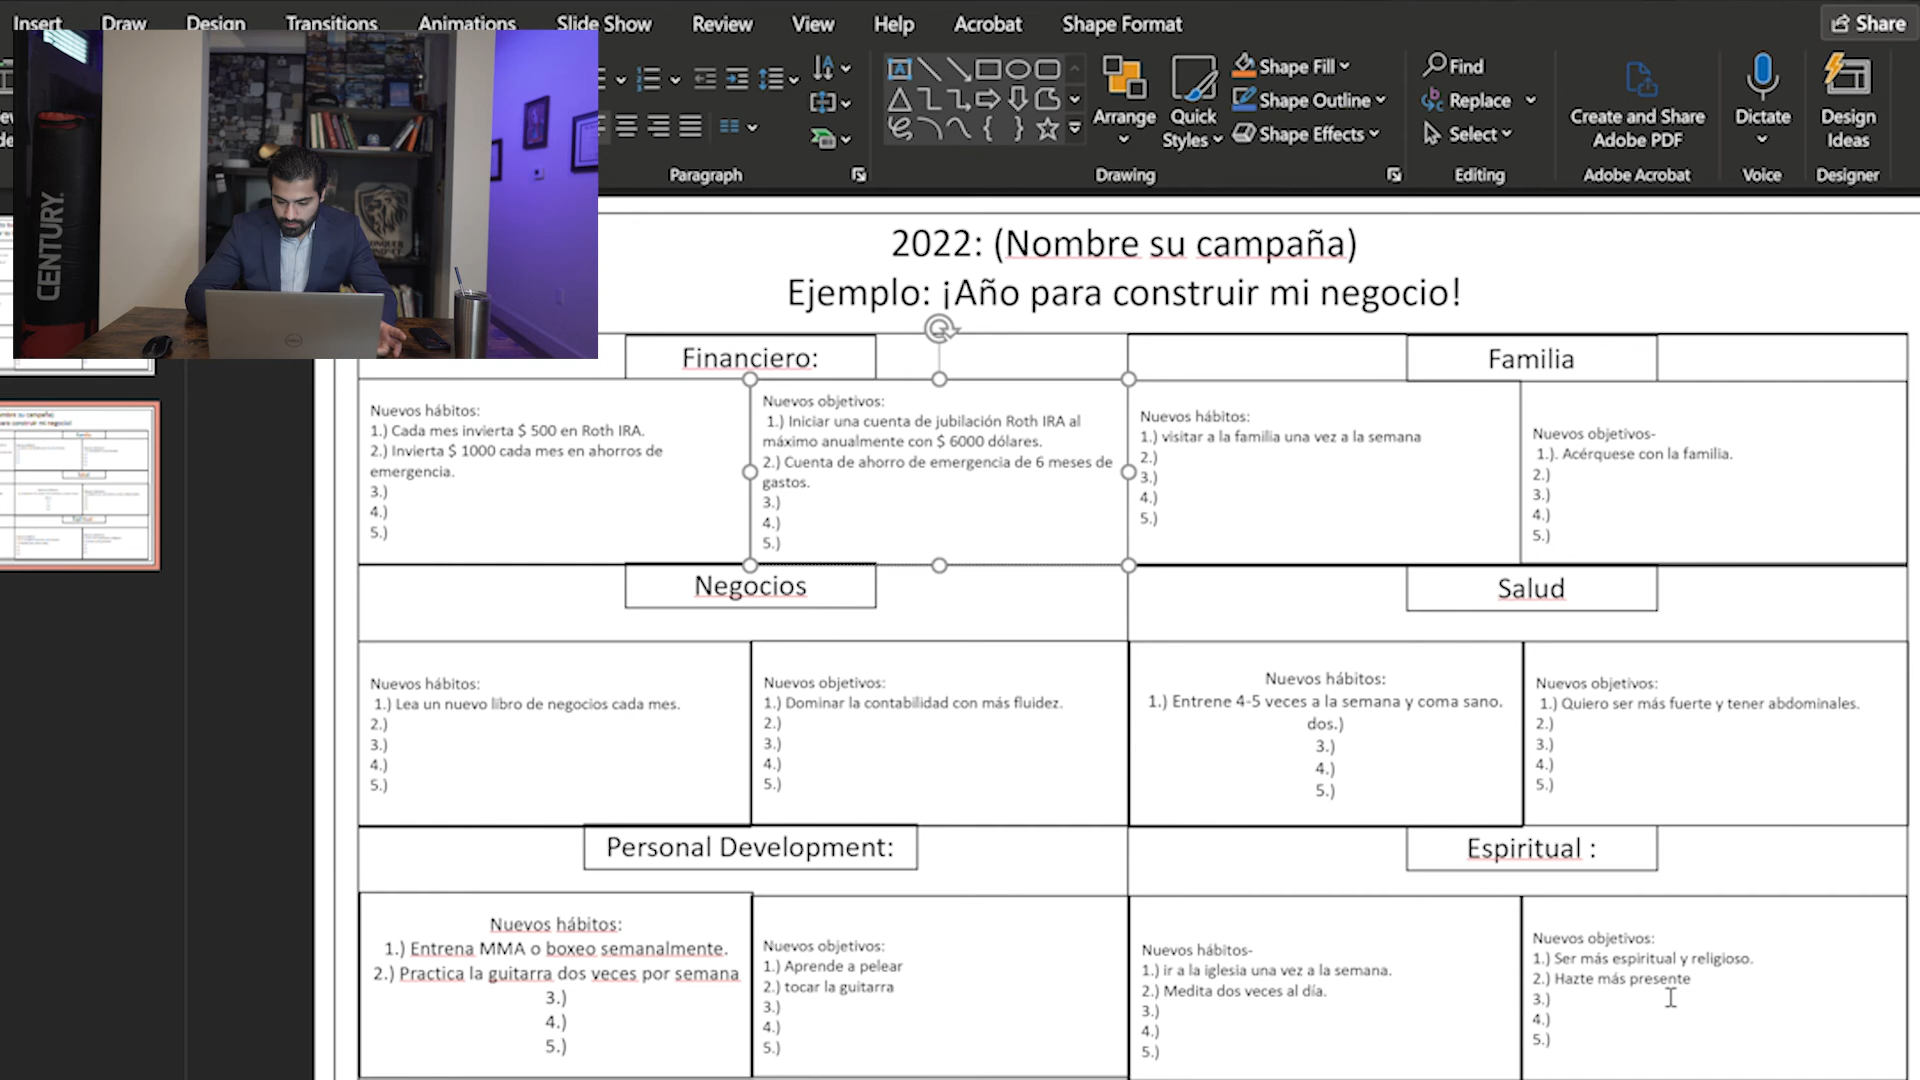 Insert Draw Design Transitions Animations Slide Show Review View Help Acrobat Shape Format Share
Shape Fill
Shape Outline
Shape Effects
Arrange
Quick
Styles
Find
Replace
Select
Create and Share
Adobe PDF
Dictate
Design
Ideas
Paragraph Drawing Editing Adobe Acrobat Voice Designer
CENTURY.
2022: (Nombre su campaña)
Ejemplo: ¡Año para construir mi negocio!
Financiero:
Nuevos hábitos:
1.) Cada mes invierta $ 500 en Roth IRA.
2.) Invierta $ 1000 cada mes en ahorros de
emergencia.
3.)
4.)
5.)
Nuevos objetivos:
1.) Iniciar una cuenta de jubilación Roth IRA al
máximo anualmente con $ 6000 dólares.
2.) Cuenta de ahorro de emergencia de 6 meses de
gastos.
3.)
4.)
5.)
Familia
Nuevos hábitos:
1.) visitar a la familia una vez a la semana
2.)
3.)
4.)
5.)
Nuevos objetivos-
1.). Acérquese con la familia.
2.)
3.)
4.)
5.)
Negocios
Nuevos hábitos:
1.) Lea un nuevo libro de negocios cada mes.
2.)
3.)
4.)
5.)
Nuevos objetivos:
1.) Dominar la contabilidad con más fluidez.
2.)
3.)
4.)
5.)
Salud
Nuevos hábitos:
1.) Entrene 4-5 veces a la semana y coma sano.
dos.)
3.)
4.)
5.)
Nuevos objetivos:
1.) Quiero ser más fuerte y tener abdominales.
2.)
3.)
4.)
5.)
Personal Development:
Nuevos hábitos:
1.) Entrena MMA o boxeo semanalmente.
2.) Practica la guitarra dos veces por semana
3.)
4.)
5.)
Nuevos objetivos:
1.) Aprende a pelear
2.) tocar la guitarra
3.)
4.)
5.)
Espiritual :
Nuevos hábitos-
1.) ir a la iglesia una vez a la semana.
2.) Medita dos veces al día.
3.)
4.)
5.)
Nuevos objetivos:
1.) Ser más espiritual y religioso.
2.) Hazte más presente
3.)
4.)
5.)